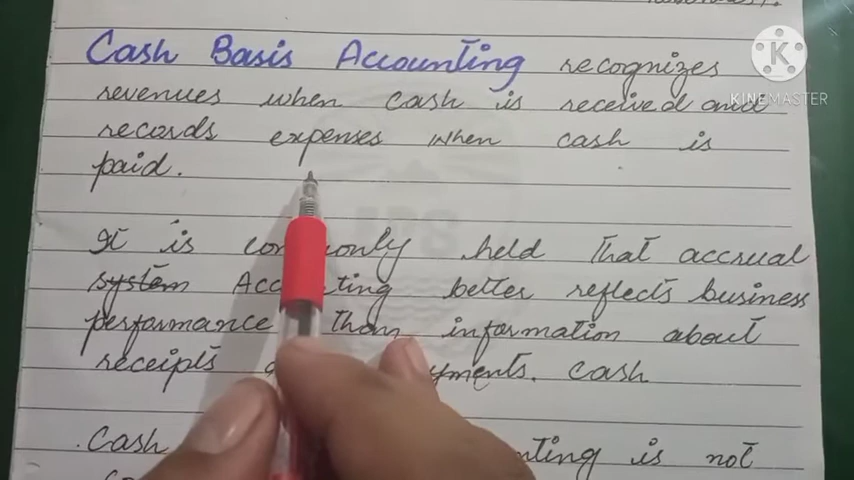 K
KINEMASTER
Cash Basis Accounting recognizes
revenues when cash is received and
records expenses when cash is
paid.
It is commonly held that accrual
system Accounting better reflects business
performance than information about
receipts payments. Cash
Cash nting is not